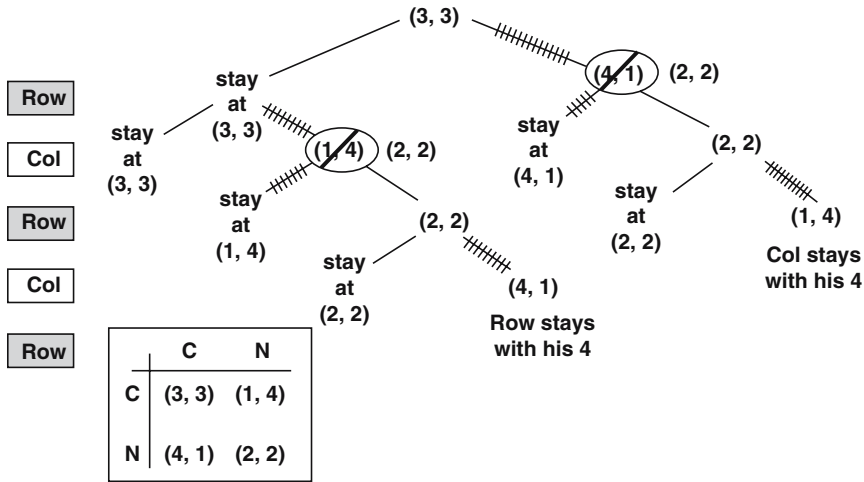 (3, 3)
(4, 1) (2, 2)
stay
at
(3, 3)
Row
stay
at
(3, 3)
stay
at
(4, 1)
(2, 2)
Col
(1, 4) (2, 2)
stay
at
(1, 4)
stay
at
(2, 2)
(1, 4)
Row
(2, 2)
Col stays
with his 4
stay
at
(2, 2)
Col
(4, 1)
Row stays
with his 4
Row
C N
C (3, 3) (1, 4)
N (4, 1) (2, 2)